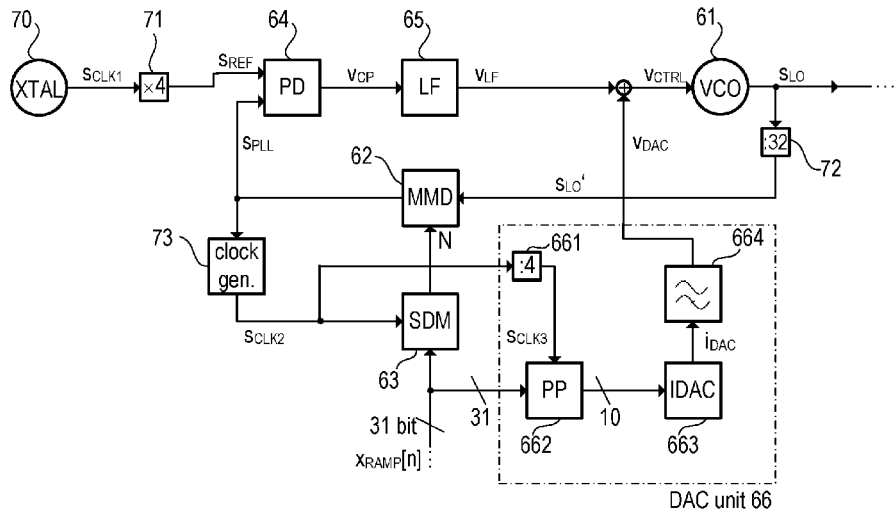 70
71
64
65
61
XTAL
SCLK1
×4
SREF
PD
VCP
LF
VLF
VCTRL
VCO
SLO
SPLL
VDAC
:32
72
62
MMD
SLO‘
73
clock
gen.
N
661
:4
664
SCLK2
SDM
63
SCLK3
iDAC
PP
662
IDAC
663
31
10
31 bit
XRAMP[n]
DAC unit 66